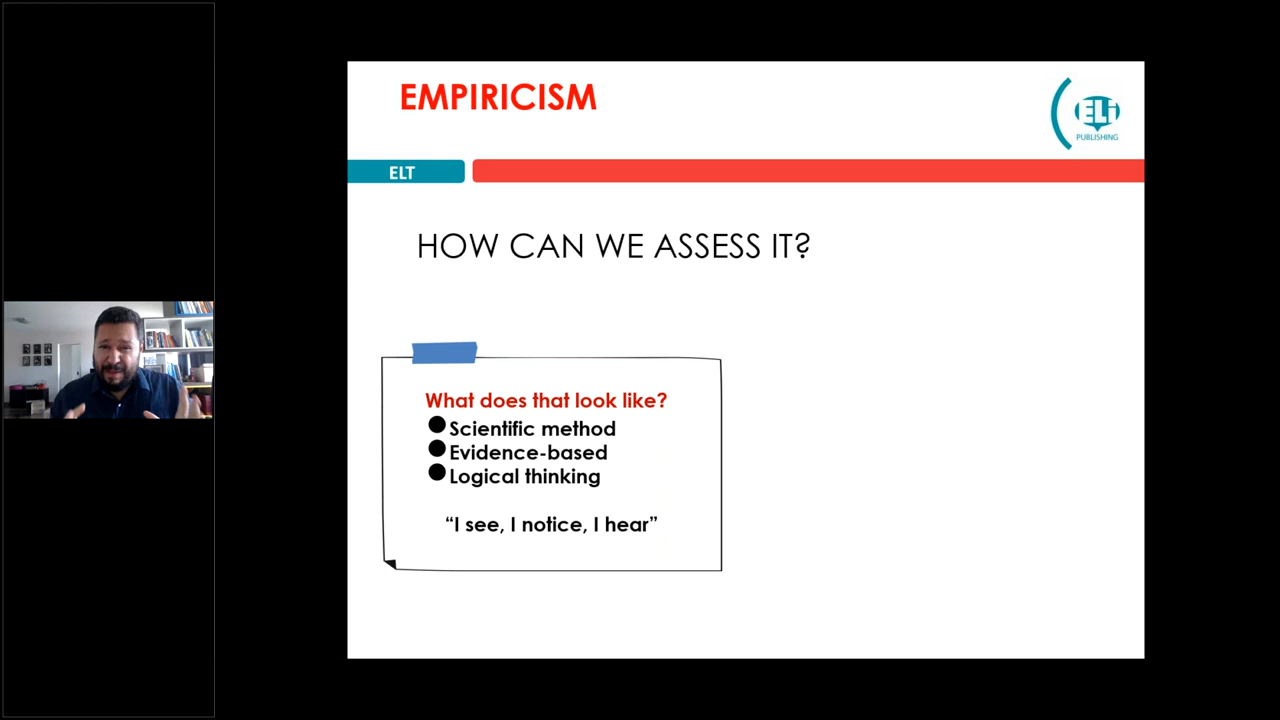 EMPIRICISM
ELi
PUBLISHING
ELT
HOW CAN WE ASSESS IT?
What does that look like?
Scientific method
Evidence-based
Logical thinking
“I see, I notice, I hear”